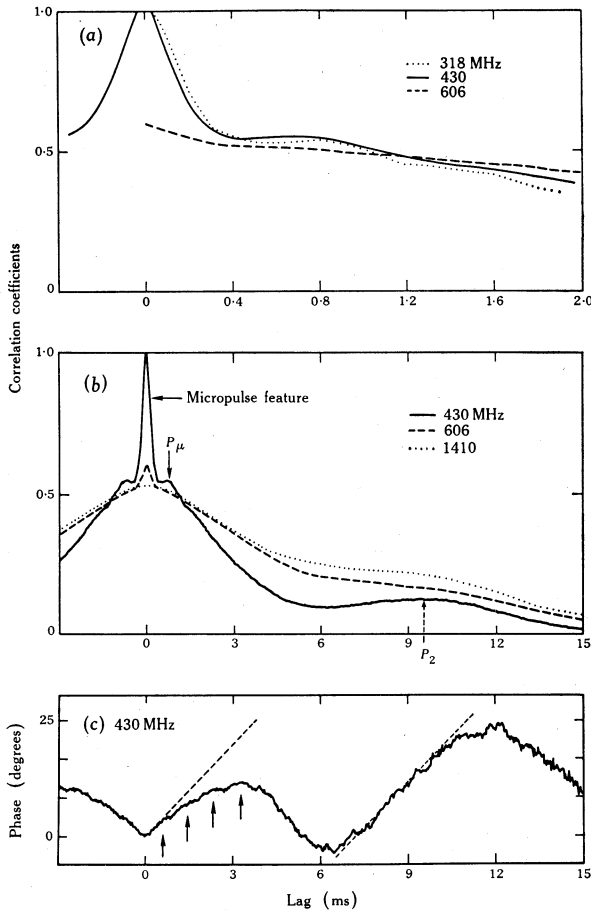 (a)
1·0
0·5
0
318 MHz
430
606
0
0·4
0·8
1·2
1·6
2·0
Correlation coefficients
(b)
1·0
0·5
0
Micropulse feature
Pμ
430 MHz
606
1410
P2
0
3
6
9
12
15
(c) 430 MHz
25
0
Phase (degrees)
0
3
6
9
12
15
Lag (ms)